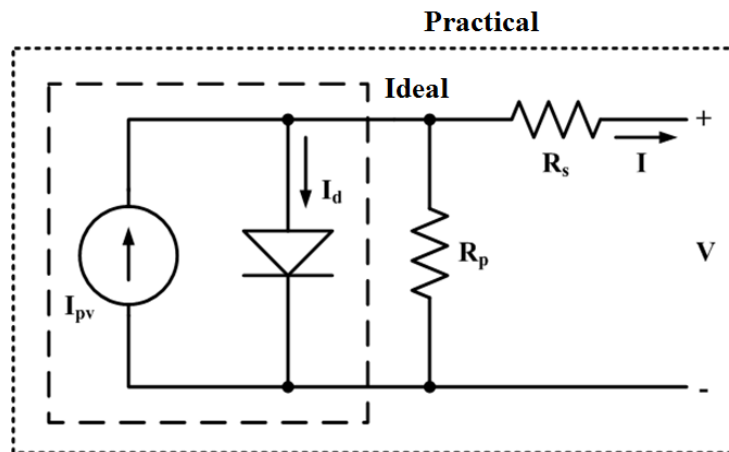 Practical
Ideal
+
R_s
I
I_d
R_p
V
I_pv
-